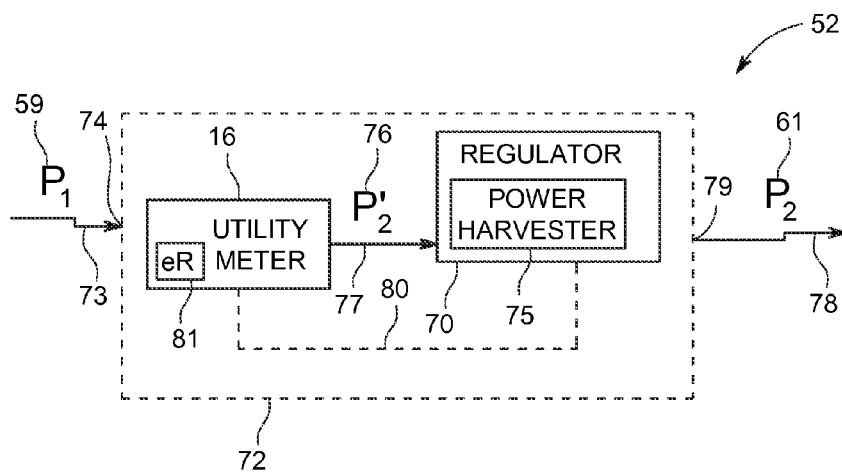 52
59
74
16
76
61
P1
REGULATOR
79
P2
P'2
POWER
HARVESTER
UTILITY
METER
eR
73
81
77
80
70
75
78
72